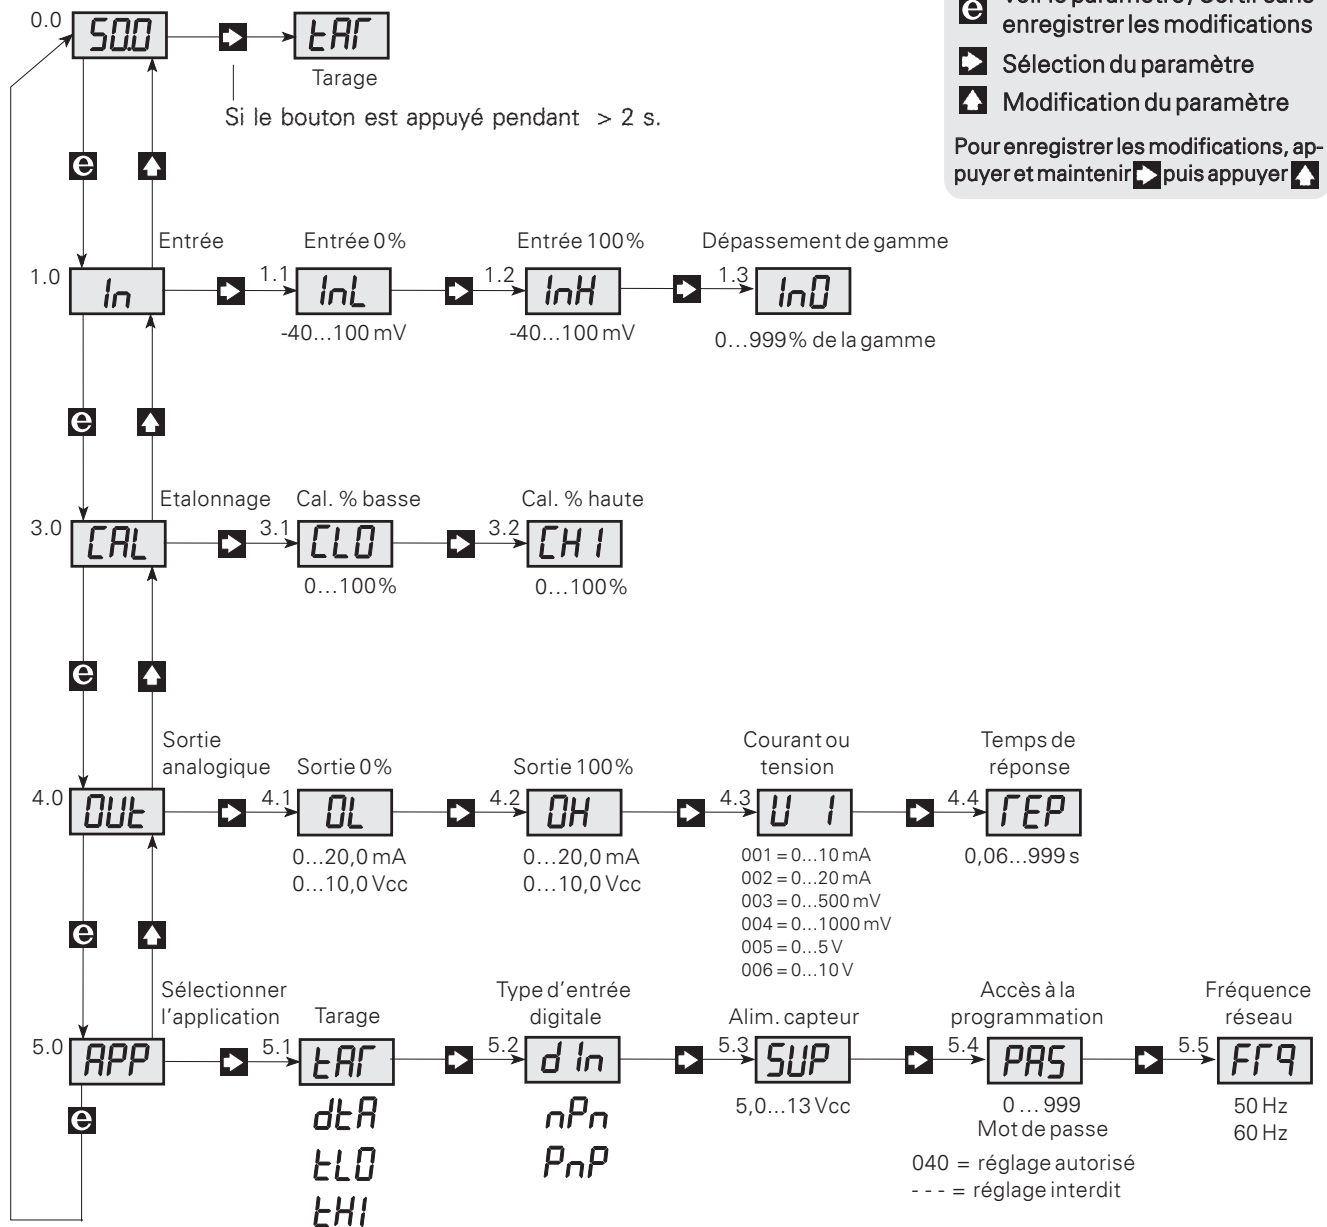 0.0
50.0
tAr
Tarage
Si le bouton est appuyé pendant > 2 s.
e
enregistrer les modifications
Sélection du paramètre
Modification du paramètre
Pour enregistrer les modifications, ap-
puyer et maintenir puis appuyer
e
Entrée
Entrée 0%
Entrée 100%
Dépassement de gamme
1.0
In
1.1
InL
1.2
InH
1.3
InO
-40...100 mV
-40...100 mV
0...999% de la gamme
e
Etalonnage
Cal. % basse
Cal. % haute
3.0
CAL
3.1
CLO
3.2
CHI
0...100%
0...100%
e
Sortie
analogique
Sortie 0%
Sortie 100%
Courant ou
tension
Temps de
réponse
4.0
OUt
4.1
OL
4.2
OH
4.3
U I
4.4
rEP
0...20,0 mA
0...10,0 Vcc
0...20,0 mA
0...10,0 Vcc
001 = 0...10 mA
002 = 0...20 mA
003 = 0...500 mV
004 = 0...1000 mV
005 = 0...5 V
006 = 0...10 V
0,06...999 s
e
Sélectionner
l'application
Tarage
Type d'entrée
digitale
Alim. capteur
Accès à la
programmation
Fréquence
réseau
5.0
APP
5.1
tAr
5.2
d In
5.3
SUP
5.4
PAS
5.5
Frq
e
dtA
tLO
tHI
nPn
PnP
5,0...13 Vcc
0 ... 999
Mot de passe
040 = réglage autorisé
- - - = réglage interdit
50 Hz
60 Hz